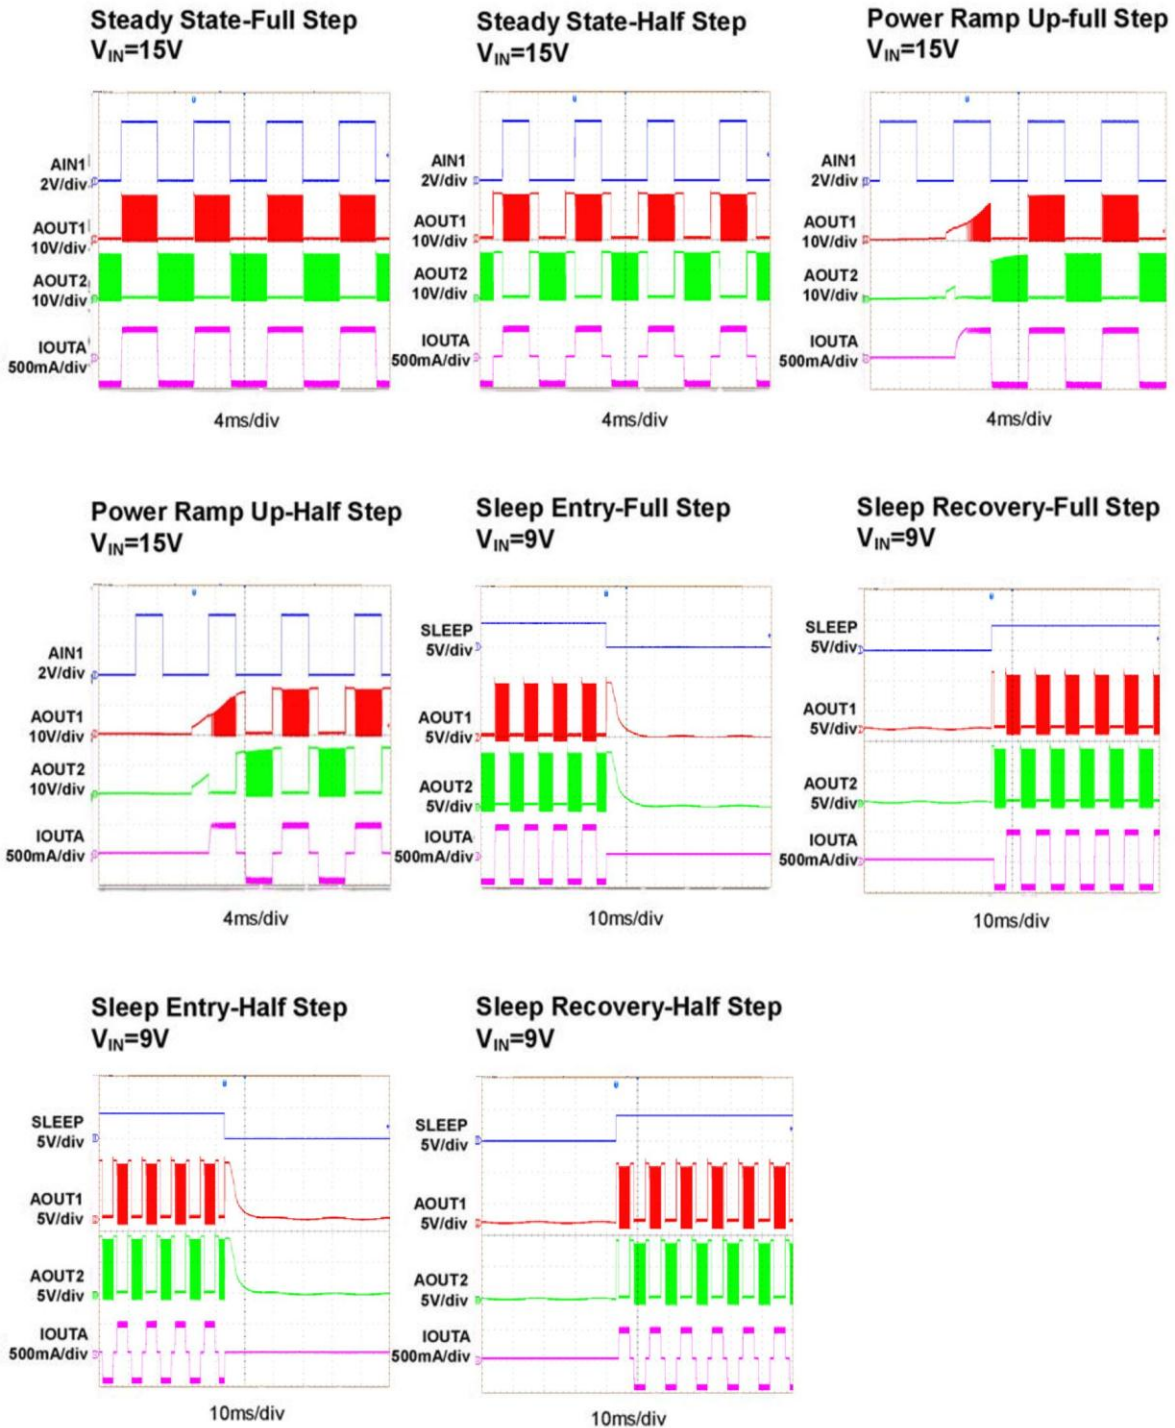 Steady State-Full Step
VIN=15V
AIN1
2V/div
AOUT1
10V/div
AOUT2
10V/div
IOUTA
500mA/div
4ms/div
Steady State-Half Step
VIN=15V
AIN1
2V/div
AOUT1
10V/div
AOUT2
10V/div
IOUTA
500mA/div
4ms/div
Power Ramp Up-full Step
VIN=15V
AIN1
2V/div
AOUT1
10V/div
AOUT2
10V/div
IOUTA
500mA/div
4ms/div
Power Ramp Up-Half Step
VIN=15V
AIN1
2V/div
AOUT1
10V/div
AOUT2
10V/div
IOUTA
500mA/div
4ms/div
Sleep Entry-Full Step
VIN=9V
SLEEP
5V/div
AOUT1
5V/div
AOUT2
5V/div
IOUTA
500mA/div
10ms/div
Sleep Recovery-Full Step
VIN=9V
SLEEP
5V/div
AOUT1
5V/div
AOUT2
5V/div
IOUTA
500mA/div
10ms/div
Sleep Entry-Half Step
VIN=9V
SLEEP
5V/div
AOUT1
5V/div
AOUT2
5V/div
IOUTA
500mA/div
10ms/div
Sleep Recovery-Half Step
VIN=9V
SLEEP
5V/div
AOUT1
5V/div
AOUT2
5V/div
IOUTA
500mA/div
10ms/div